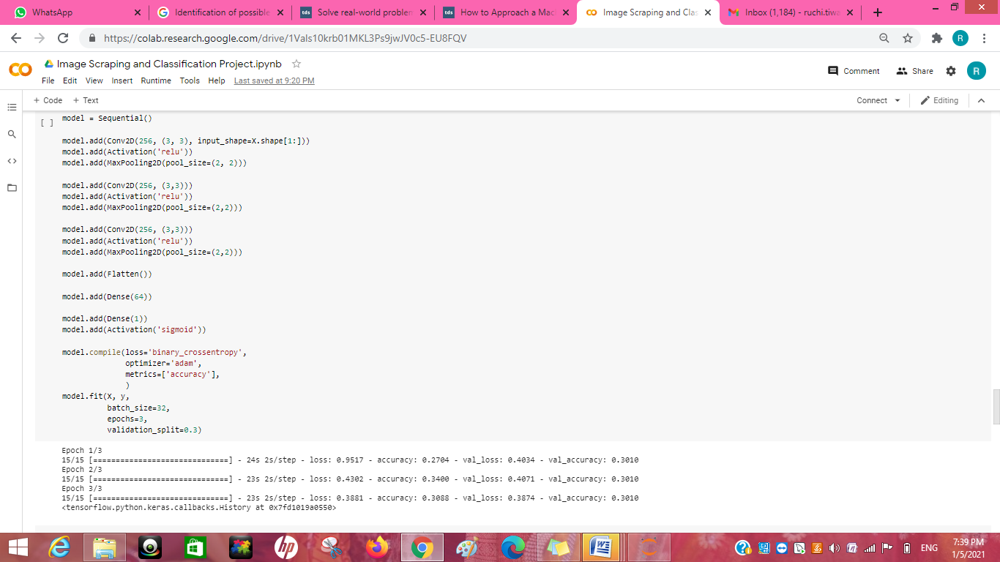 WhatsApp
Identification of possible
tds
Solve real-world problem
tds
How to Approach a Mac
Image Scraping and Clas
Inbox (1,184) - ruchi.tiwa
https://colab.research.google.com/drive/1Vals10krb01MKL3Ps9jwJV0c5-EU8FQV
R
Image Scraping and Classification Project.ipynb
File Edit View Insert Runtime Tools Help Last saved at 9:20 PM
Comment
Share
R
+ Code + Text
Connect
Editing
[ ]
model = Sequential()
model.add(Conv2D(256, (3, 3), input_shape=X.shape[1:]))
model.add(Activation('relu'))
model.add(MaxPooling2D(pool_size=(2, 2)))
model.add(Conv2D(256, (3,3)))
model.add(Activation('relu'))
model.add(MaxPooling2D(pool_size=(2,2)))
model.add(Conv2D(256, (3,3)))
model.add(Activation('relu'))
model.add(MaxPooling2D(pool_size=(2,2)))
model.add(Flatten())
model.add(Dense(64))
model.add(Dense(1))
model.add(Activation('sigmoid'))
model.compile(loss='binary_crossentropy',
optimizer='adam',
metrics=['accuracy'],
)
model.fit(X, y,
batch_size=32,
epochs=3,
validation_split=0.3)
Epoch 1/3
15/15 [==============================] - 24s 2s/step - loss: 0.9517 - accuracy: 0.2704 - val_loss: 0.4034 - val_accuracy: 0.3010
Epoch 2/3
15/15 [==============================] - 23s 2s/step - loss: 0.4302 - accuracy: 0.3400 - val_loss: 0.4071 - val_accuracy: 0.3010
Epoch 3/3
15/15 [==============================] - 23s 2s/step - loss: 0.3881 - accuracy: 0.3088 - val_loss: 0.3874 - val_accuracy: 0.3010
<tensorflow.python.keras.callbacks.History at 0x7fd1019a0550>
hp
ENG
7:39 PM
1/5/2021